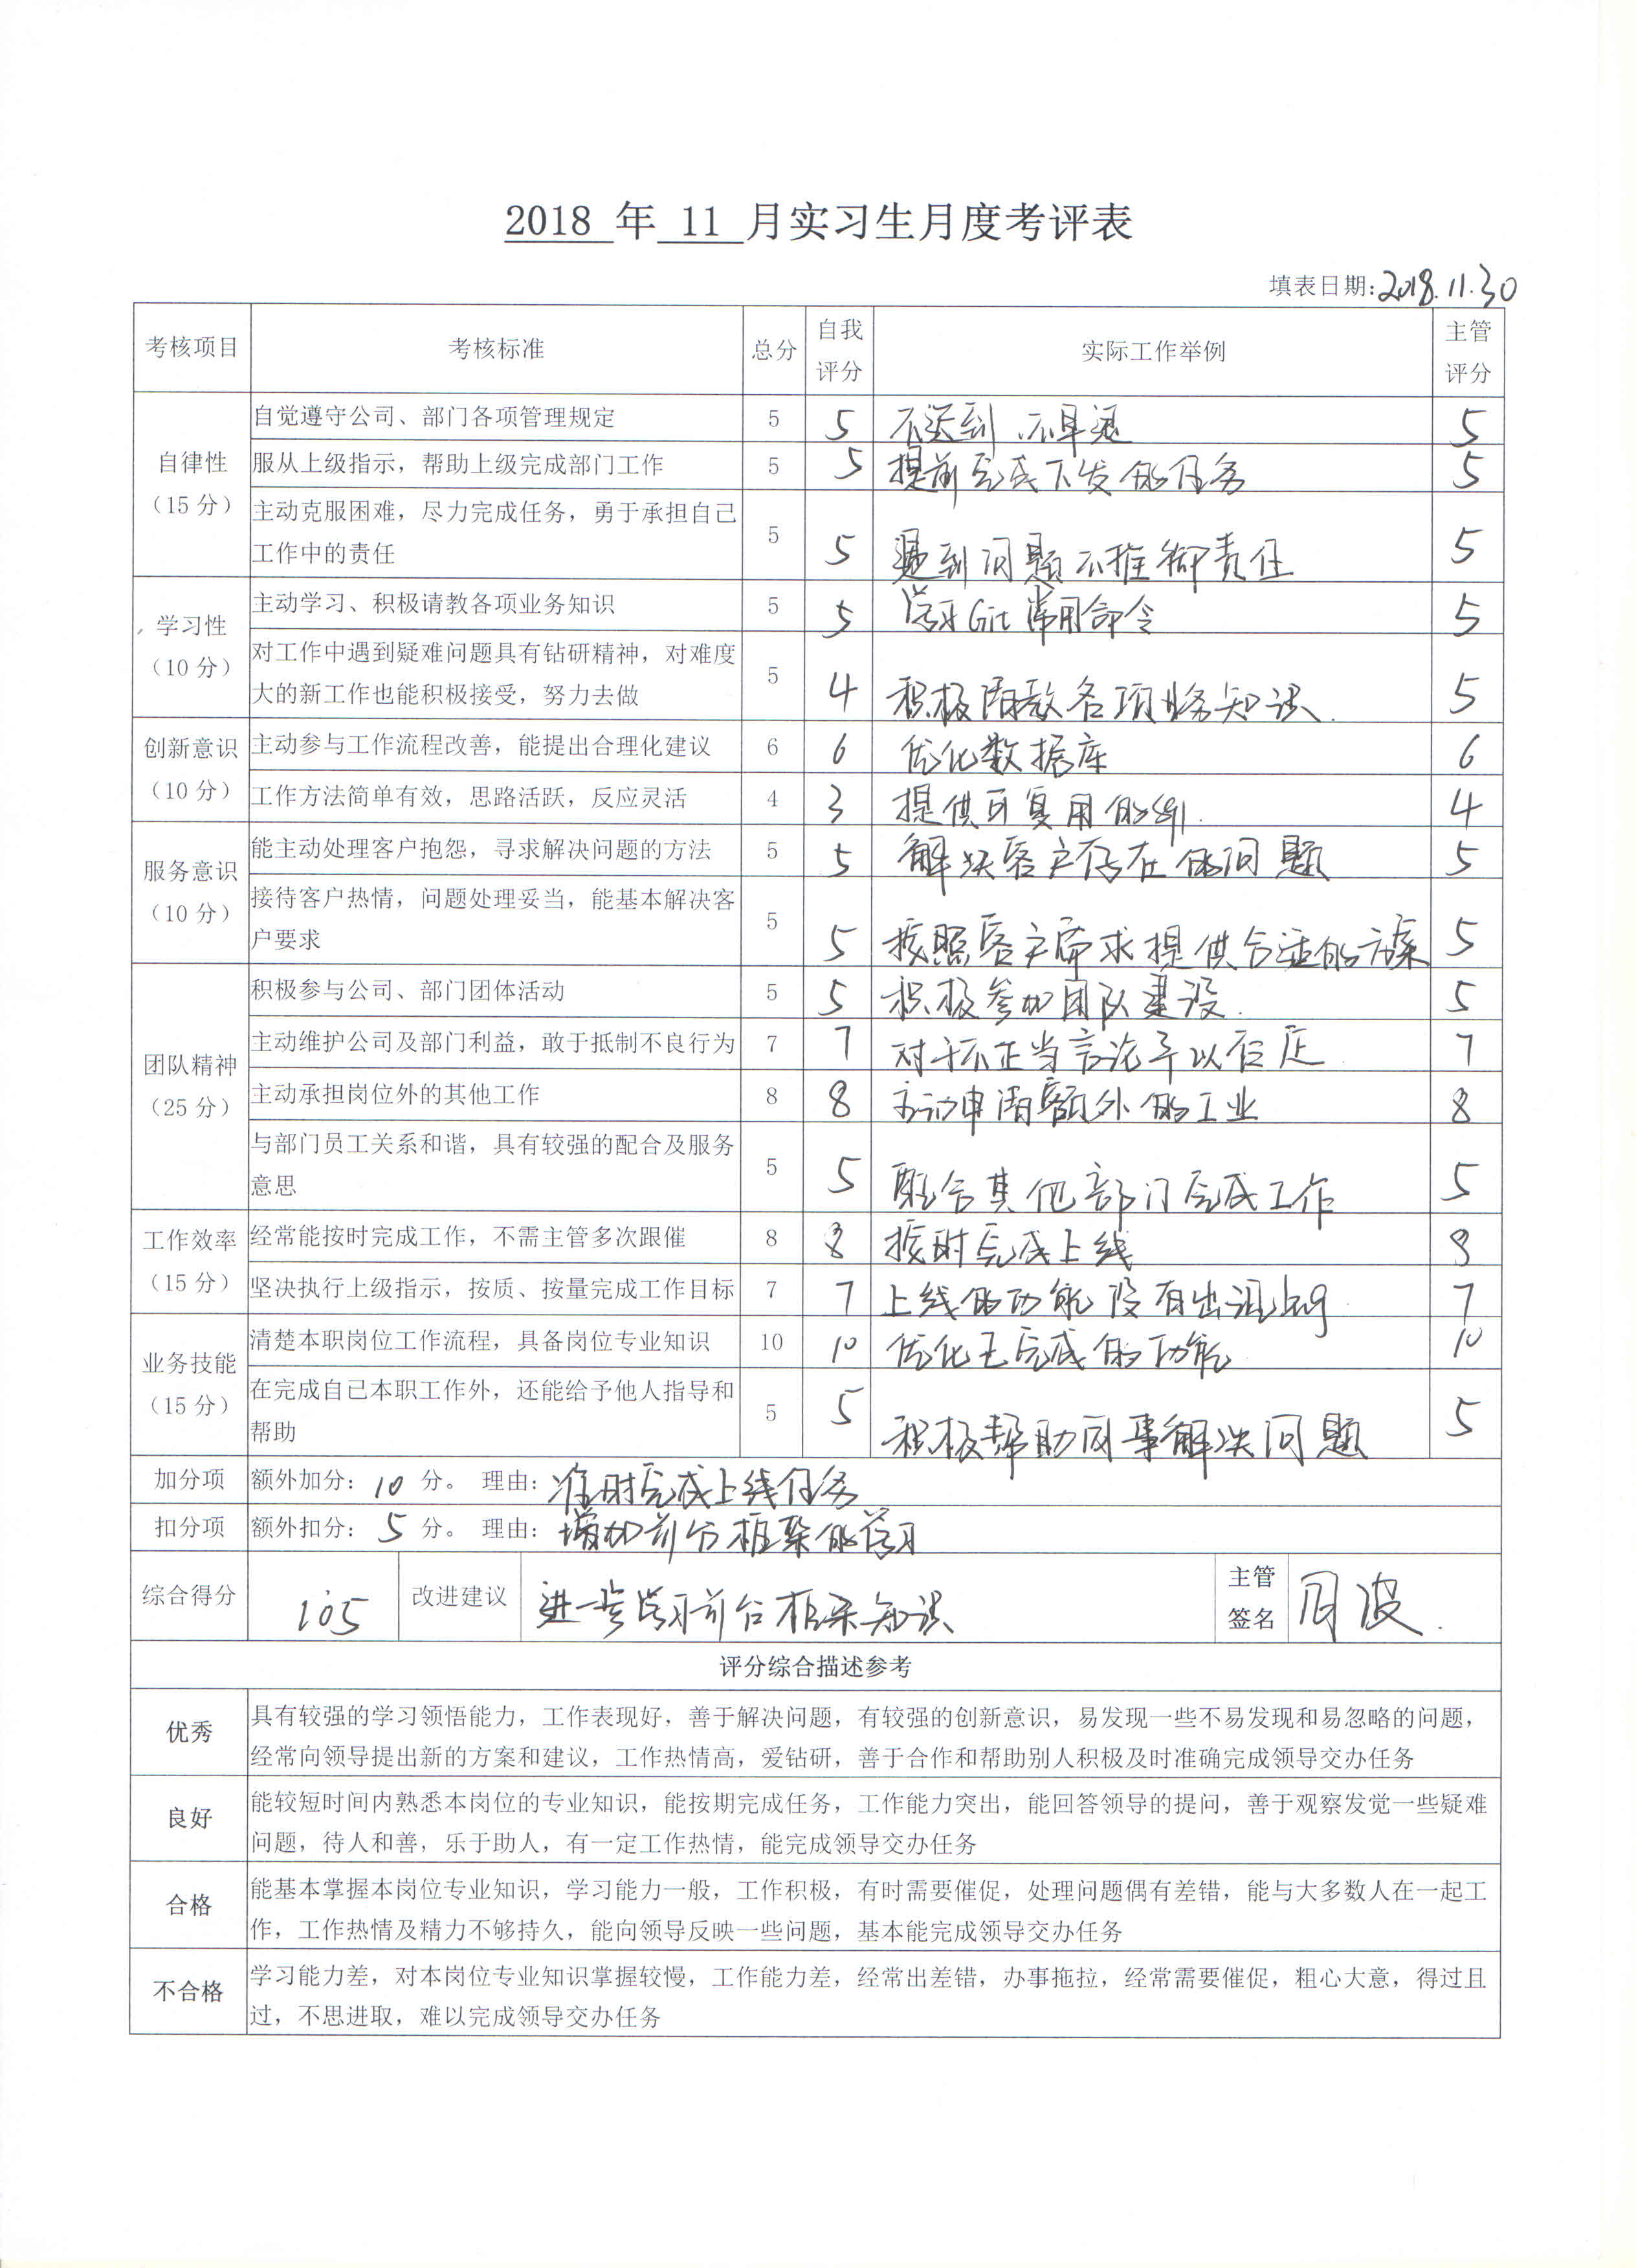 2018 年 11 月实习生月度考评表
填表日期:2018.11.30
考核项目 考核标准 总分 自我评分 实际工作举例 主管评分
自律性（15分）
自觉遵守公司、部门各项管理规定 5 5 不迟到、不早退 5
服从上级指示，帮助上级完成部门工作 5 5 提前完成下发的任务 5
主动克服困难，尽力完成任务，勇于承担自己
工作中的责任 5 5 遇到问题不推卸责任 5
学习性（10分）
主动学习、积极请教各项业务知识 5 5 学习Git常用命令 5
对工作中遇到疑难问题具有钻研精神，对难度
大的新工作也能积极接受，努力去做 5 4 积极请教各项业务知识. 5
创新意识（10分）
主动参与工作流程改善，能提出合理化建议 6 6 优化数据库 6
工作方法简单有效，思路活跃，反应灵活 4 3 提供可复用的 4
服务意识（10分）
能主动处理客户抱怨，寻求解决问题的方法 5 5 解决客户存在的问题 5
接待客户热情，问题处理妥当，能基本解决客
户要求 5 5 按照客户需求提供合适的方案 5
团队精神（25分）
积极参与公司、部门团体活动 5 5 积极参加团队建设. 5
主动维护公司及部门利益，敢于抵制不良行为 7 7 对于不正当言论予以否定. 7
主动承担岗位外的其他工作 8 8 主动申请额外的工业 8
与部门员工关系和谐，具有较强的配合及服务
意思 5 5 配合其他部门完成工作 5
工作效率（15分）
经常能按时完成工作，不需主管多次跟催 8 8 按时完成上线 8
坚决执行上级指示，按质、按量完成工作目标 7 7 上线的功能没有出现bug 7
业务技能（15分）
清楚本职岗位工作流程，具备岗位专业知识 10 10 优化已完成的功能 10
在完成自己本职工作外，还能给予他人指导和
帮助 5 5 积极帮助同事解决问题 5
加分项 额外加分：10 分。 理由：准时完成上线任务
扣分项 额外扣分：5 分。 理由：增加前台框架的学习
综合得分 105 改进建议 进一步学习前台框架知识 主管签名 周波.
评分综合描述参考
优秀
具有较强的学习领悟能力，工作表现好，善于解决问题，有较强的创新意识，易发现一些不易发现和易忽略的问题，
经常向领导提出新的方案和建议，工作热情高，爱钻研，善于合作和帮助别人积极及时准确完成领导交办任务
良好
能较短时间内熟悉本岗位的专业知识，能按期完成任务，工作能力突出，能回答领导的提问，善于观察发觉一些疑难
问题，待人和善，乐于助人，有一定工作热情，能完成领导交办任务
合格
能基本掌握本岗位专业知识，学习能力一般，工作积极，有时需要催促，处理问题偶有差错，能与大多数人在一起工
作，工作热情及精力不够持久，能向领导反映一些问题，基本能完成领导交办任务
不合格
学习能力差，对本岗位专业知识掌握较慢，工作能力差，经常出差错，办事拖拉，经常需要催促，粗心大意，得过且
过，不思进取，难以完成领导交办任务